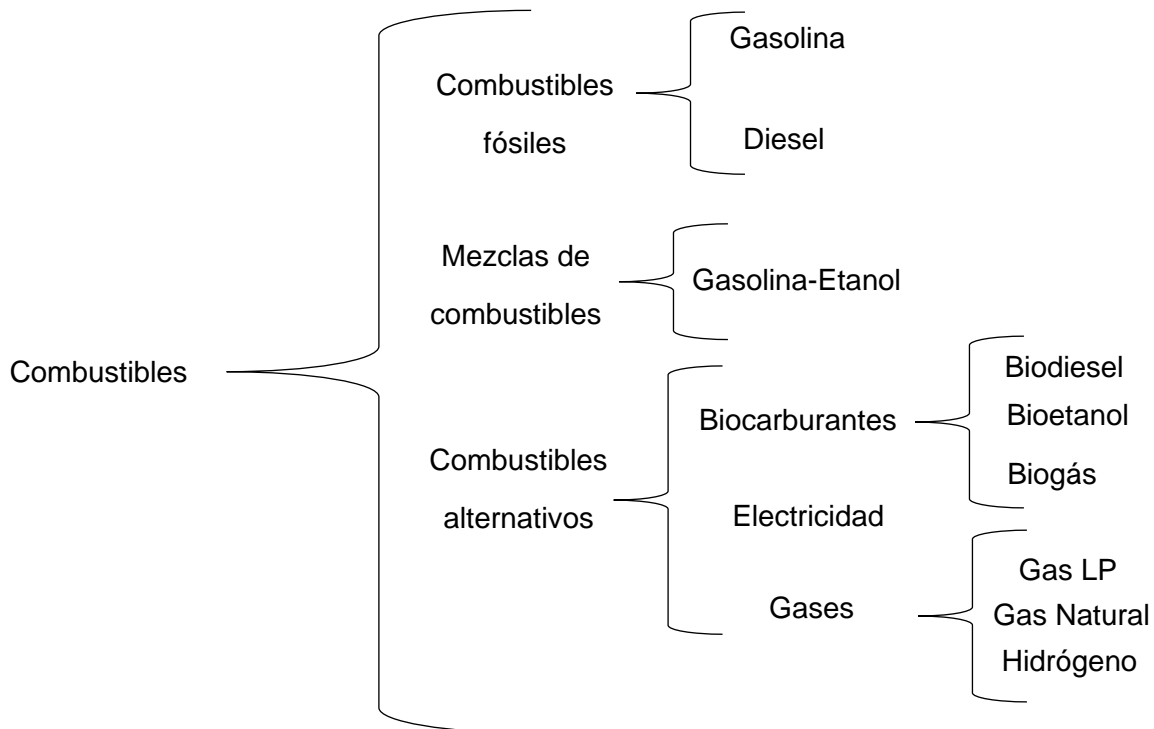 Combustibles
Combustibles
fósiles
Gasolina
Diesel
Mezclas de
combustibles
Gasolina-Etanol
Combustibles
alternativos
Biocarburantes
Biodiesel
Bioetanol
Biogás
Electricidad
Gases
Gas LP
Gas Natural
Hidrógeno